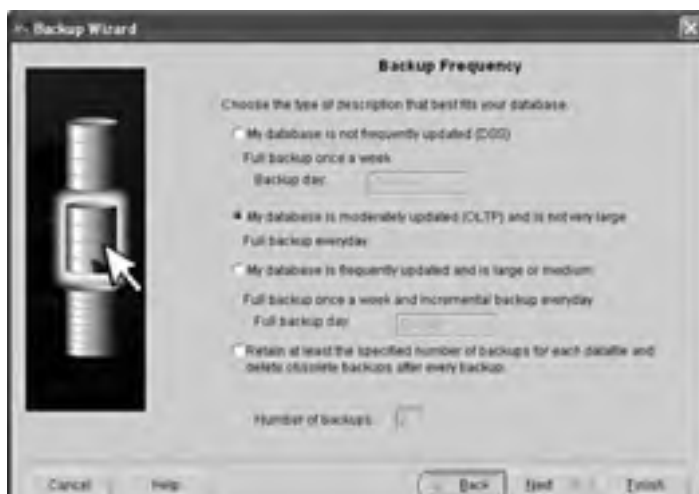 Backup Wizard
Backup Frequency
Choose the type of description that best fits your database.
My database is not frequently updated (DSS)
Full backup once a week
Backup day:
My database is moderately updated (OLTP) and is not very large
Full backup everyday
My database is frequently updated and is large or medium
Full backup once a week and incremental backup everyday
Full backup day
Retain at least the specified number of backups for each datafile and
delete obsolete backups after every backup.
Number of backups:
Cancel
Help
Back
Next
Finish